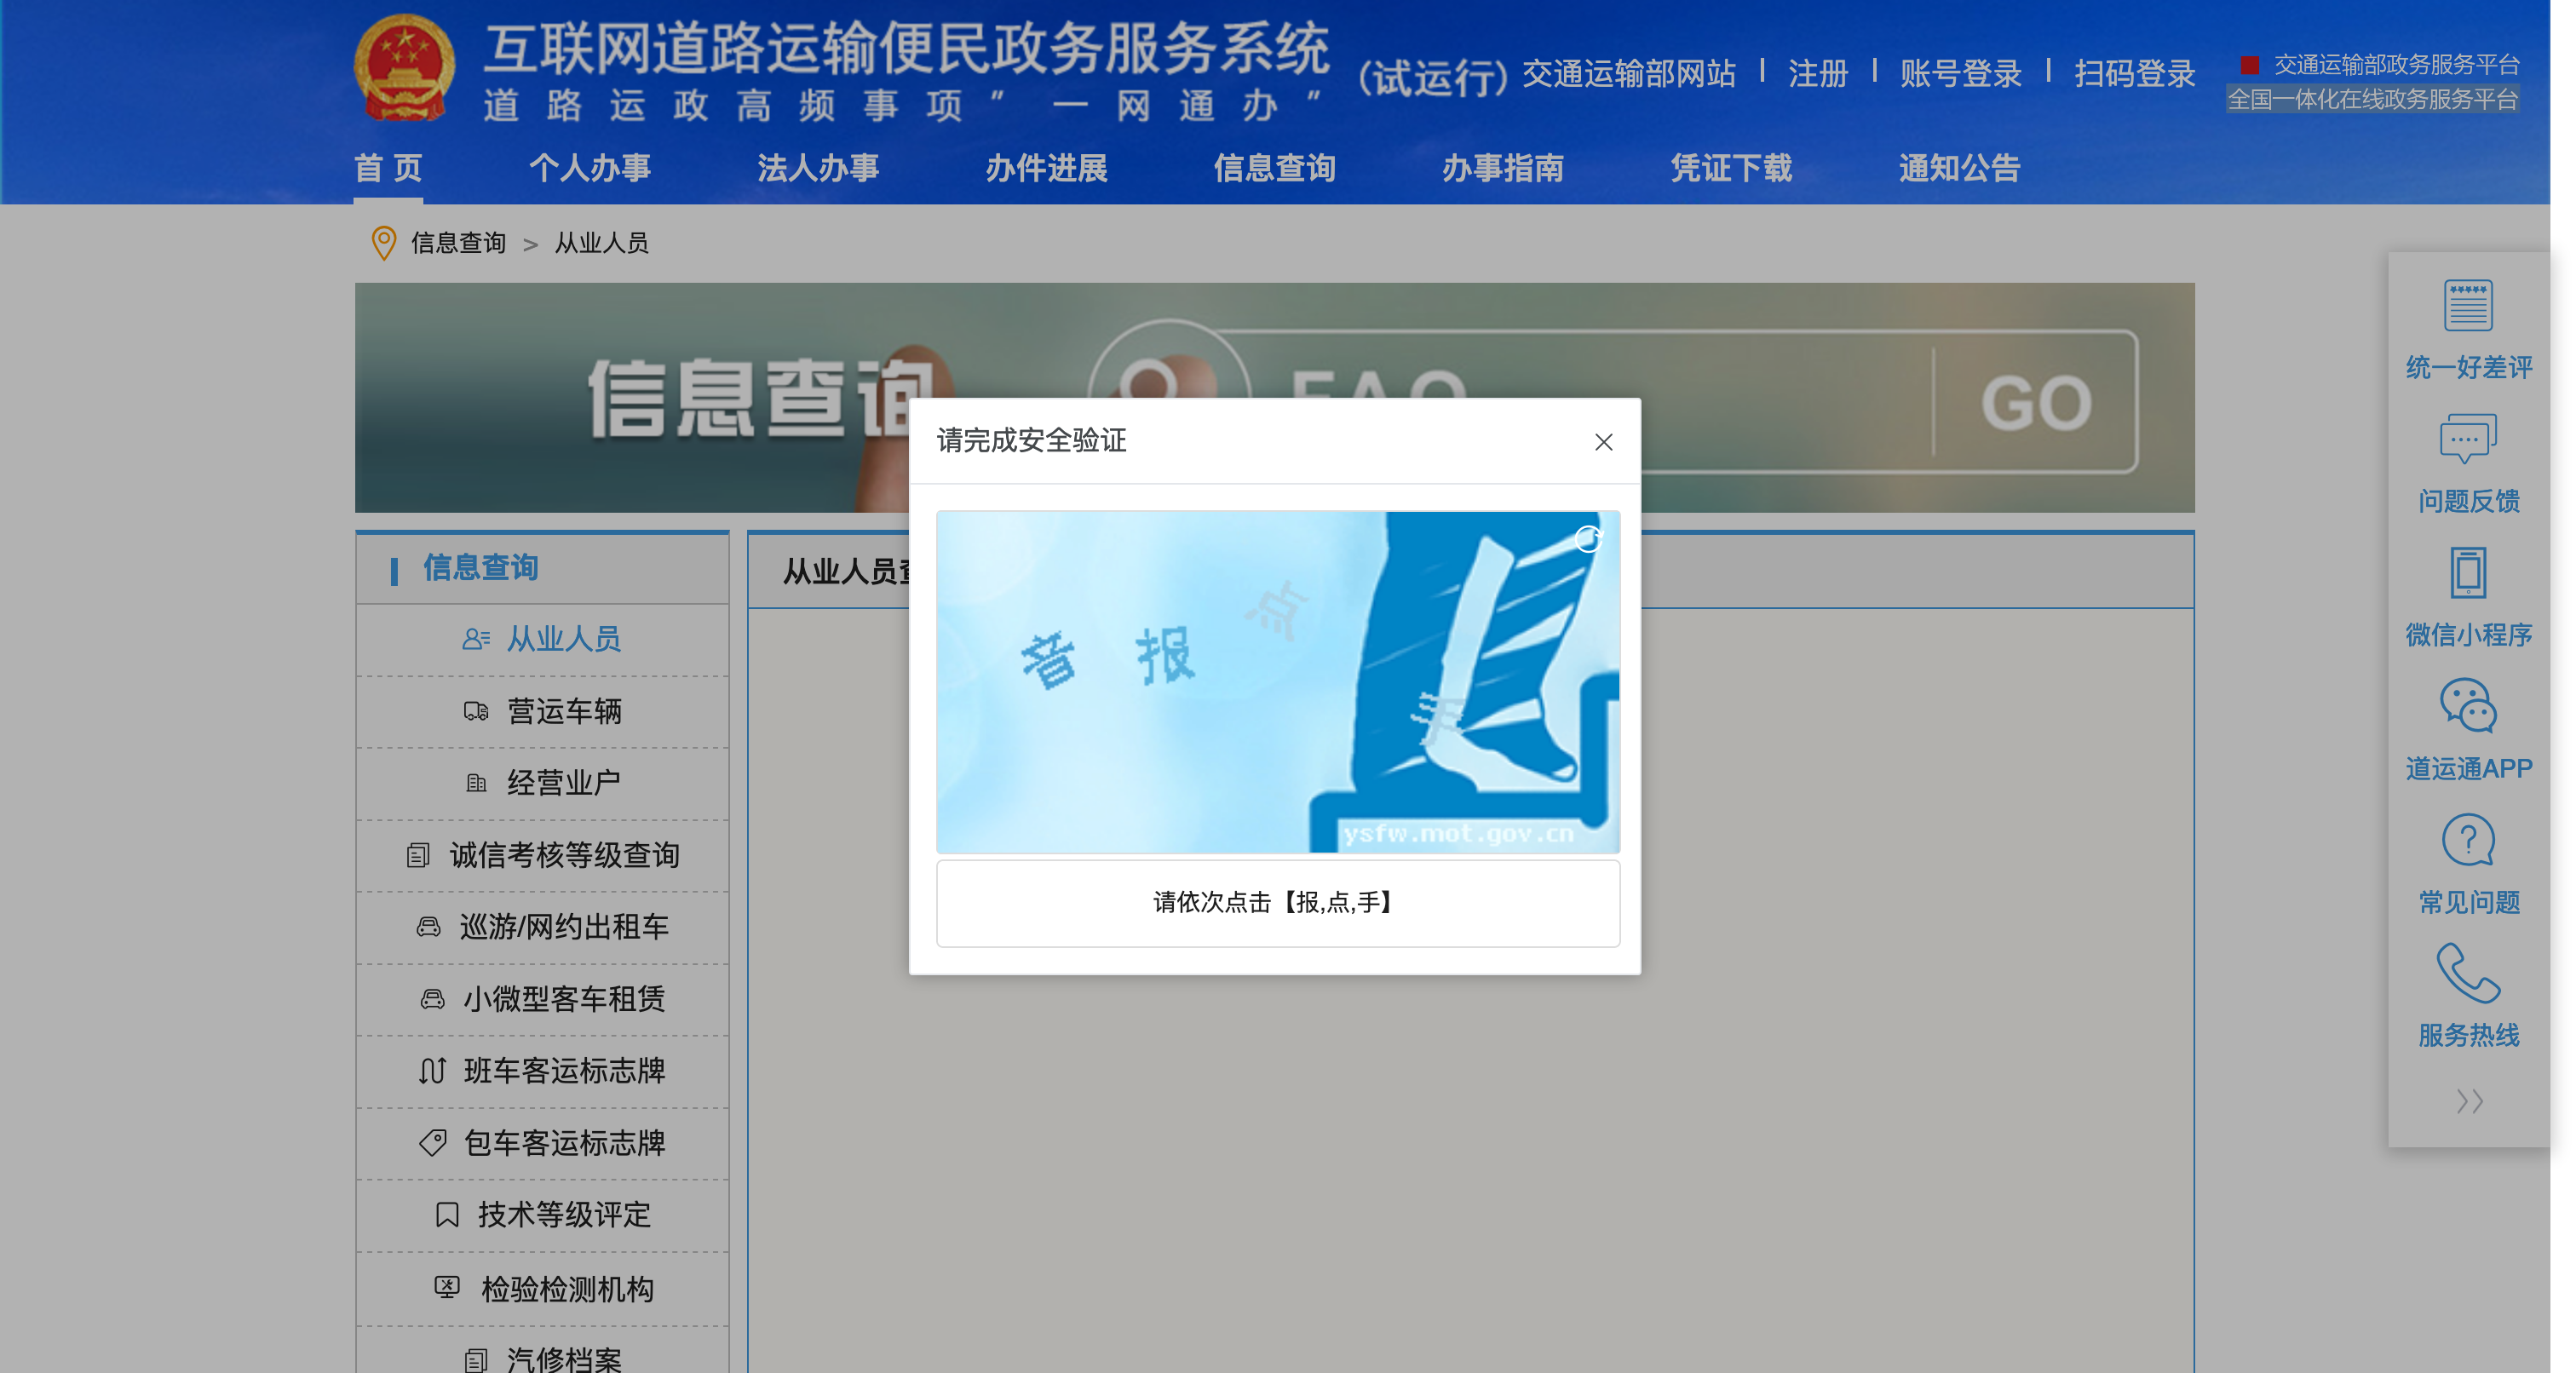 互联网道路运输便民政务服务系统
道路运政高频事项“一网通办”
(试运行)
交通运输部网站 | 注册 | 账号登录 | 扫码登录
交通运输部政务服务平台
全国一体化在线政务服务平台
首 页 个人办事 法人办事 办件进展 信息查询 办事指南 凭证下载 通知公告
信息查询 > 从业人员
信息查询 FAQ GO
请完成安全验证
音 报 点 手
ysfw.mot.gov.cn
请依次点击【报,点,手】
信息查询
从业人员查
从业人员
营运车辆
经营业户
诚信考核等级查询
巡游/网约出租车
小微型客车租赁
班车客运标志牌
包车客运标志牌
技术等级评定
检验检测机构
汽修档案
统一好差评
问题反馈
微信小程序
道运通APP
常见问题
服务热线